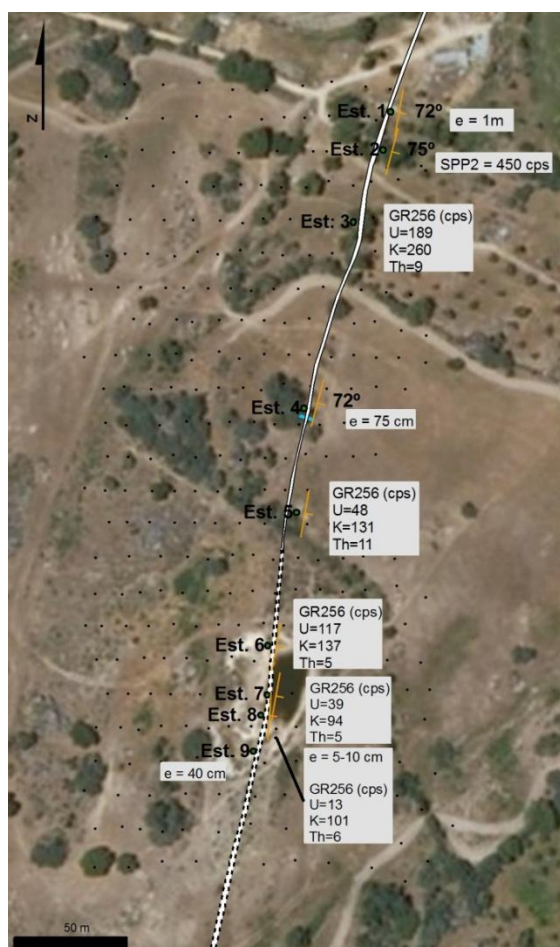 N
Est. 1
72º
e = 1m
Est. 2
75º
SPP2 = 450 cps
Est: 3
GR256 (cps)
U=189
K=260
Th=9
Est. 4
72º
e = 75 cm
Est. 5
GR256 (cps)
U=48
K=131
Th=11
Est. 6
GR256 (cps)
U=117
K=137
Th=5
Est. 7
GR256 (cps)
U=39
K=94
Th=5
Est. 8
Est. 9
e = 5-10 cm
e = 40 cm
GR256 (cps)
U=13
K=101
Th=6
50 m